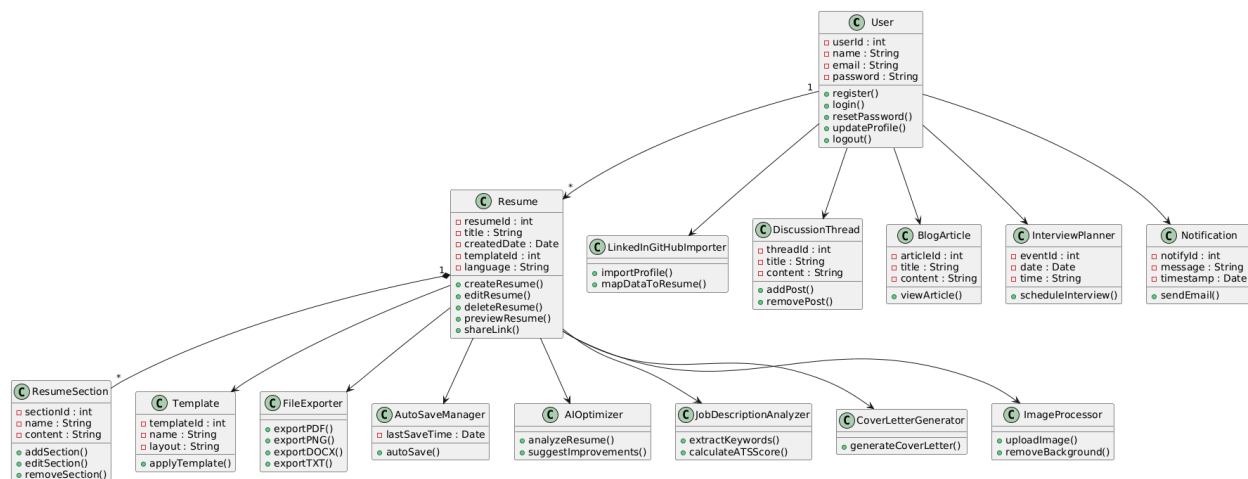 C User
userId : int
name : String
email : String
password : String
register()
login()
resetPassword()
updateProfile()
logout()
1
*
C Resume
resumeId : int
title : String
createdDate : Date
templateId : int
language : String
createResume()
editResume()
deleteResume()
previewResume()
shareLink()
C LinkedInGitHubImporter
importProfile()
mapDataToResume()
C DiscussionThread
threadId : int
title : String
content : String
addPost()
removePost()
C BlogArticle
articleId : int
title : String
content : String
viewArticle()
C InterviewPlanner
eventId : int
date : Date
time : String
scheduleInterview()
C Notification
notifyId : int
message : String
timestamp : Date
sendEmail()
1
*
C ResumeSection
sectionId : int
name : String
content : String
addSection()
editSection()
removeSection()
C Template
templateId : int
name : String
layout : String
applyTemplate()
C FileExporter
exportPDF()
exportPNG()
exportDOCX()
exportTXT()
C AutoSaveManager
lastSaveTime : Date
autoSave()
C AIOptimizer
analyzeResume()
suggestImprovements()
C JobDescriptionAnalyzer
extractKeywords()
calculateATSScore()
C CoverLetterGenerator
generateCoverLetter()
C ImageProcessor
uploadImage()
removeBackground()